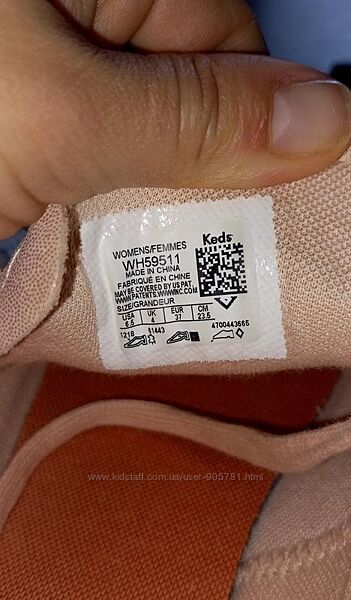 Keds
WOMENS/FEMMES
WH59511
MADE IN CHINA
FABRIQUÉ EN CHINE
MAY BE COVERED BY US PAT.
WWW.PATENTS.WWWINC.COM
SIZE/GRANDEUR
USA UK EUR CM
6.5 4 37 23.5
1218 51443 4700443665
www.kidstaff.com.ua/user-905781.html